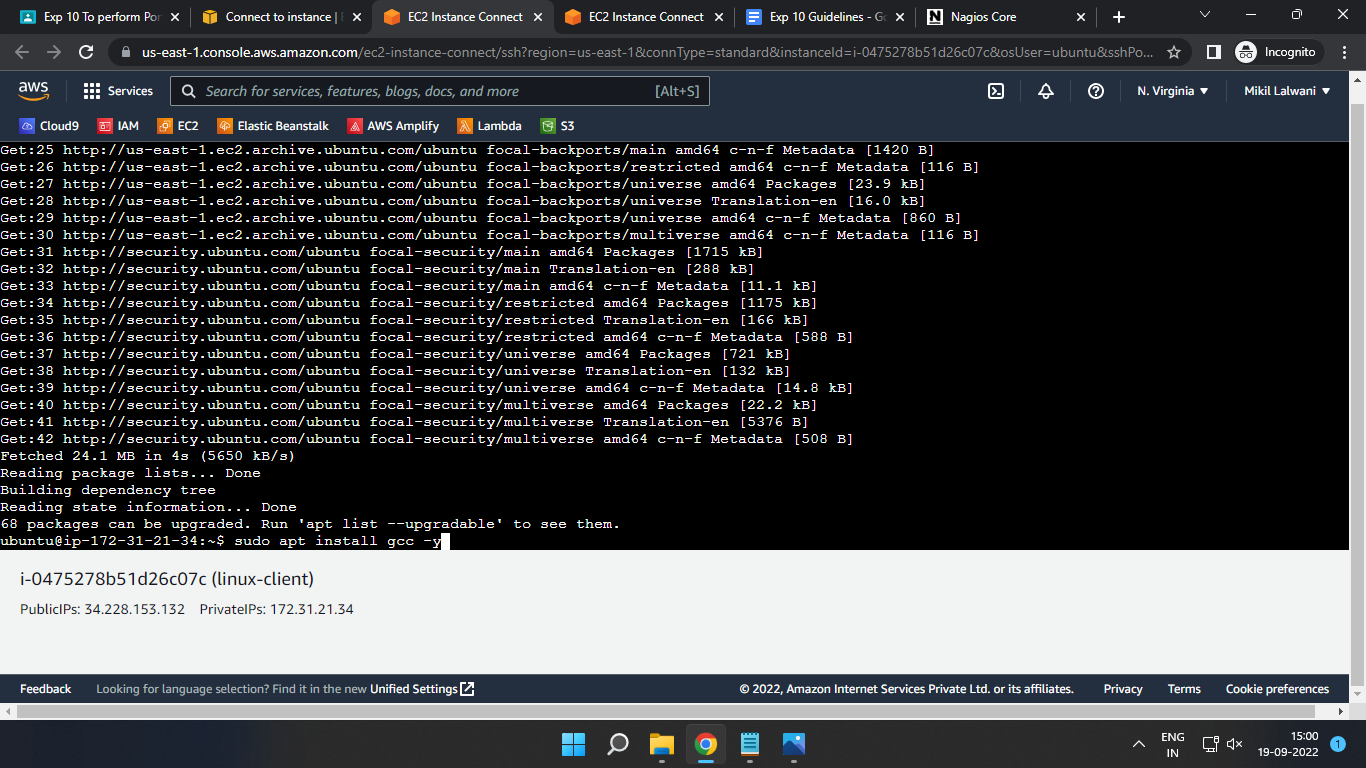 Exp 10 To perform Por
Connect to instance | E
EC2 Instance Connect
EC2 Instance Connect
Exp 10 Guidelines - Go
Nagios Core
us-east-1.console.aws.amazon.com/ec2-instance-connect/ssh?region=us-east-1&connType=standard&instanceId=i-0475278b51d26c07c&osUser=ubuntu&sshPo...
Incognito
aws
Services
Search for services, features, blogs, docs, and more
[Alt+S]
N. Virginia
Mikil Lalwani
Cloud9
IAM
EC2
Elastic Beanstalk
AWS Amplify
Lambda
S3
Get:25 http://us-east-1.ec2.archive.ubuntu.com/ubuntu focal-backports/main amd64 c-n-f Metadata [1420 B]
Get:26 http://us-east-1.ec2.archive.ubuntu.com/ubuntu focal-backports/restricted amd64 c-n-f Metadata [116 B]
Get:27 http://us-east-1.ec2.archive.ubuntu.com/ubuntu focal-backports/universe amd64 Packages [23.9 kB]
Get:28 http://us-east-1.ec2.archive.ubuntu.com/ubuntu focal-backports/universe Translation-en [16.0 kB]
Get:29 http://us-east-1.ec2.archive.ubuntu.com/ubuntu focal-backports/universe amd64 c-n-f Metadata [860 B]
Get:30 http://us-east-1.ec2.archive.ubuntu.com/ubuntu focal-backports/multiverse amd64 c-n-f Metadata [116 B]
Get:31 http://security.ubuntu.com/ubuntu focal-security/main amd64 Packages [1715 kB]
Get:32 http://security.ubuntu.com/ubuntu focal-security/main Translation-en [288 kB]
Get:33 http://security.ubuntu.com/ubuntu focal-security/main amd64 c-n-f Metadata [11.1 kB]
Get:34 http://security.ubuntu.com/ubuntu focal-security/restricted amd64 Packages [1175 kB]
Get:35 http://security.ubuntu.com/ubuntu focal-security/restricted Translation-en [166 kB]
Get:36 http://security.ubuntu.com/ubuntu focal-security/restricted amd64 c-n-f Metadata [588 B]
Get:37 http://security.ubuntu.com/ubuntu focal-security/universe amd64 Packages [721 kB]
Get:38 http://security.ubuntu.com/ubuntu focal-security/universe Translation-en [132 kB]
Get:39 http://security.ubuntu.com/ubuntu focal-security/universe amd64 c-n-f Metadata [14.8 kB]
Get:40 http://security.ubuntu.com/ubuntu focal-security/multiverse amd64 Packages [22.2 kB]
Get:41 http://security.ubuntu.com/ubuntu focal-security/multiverse Translation-en [5376 B]
Get:42 http://security.ubuntu.com/ubuntu focal-security/multiverse amd64 c-n-f Metadata [508 B]
Fetched 24.1 MB in 4s (5650 kB/s)
Reading package lists... Done
Building dependency tree
Reading state information... Done
68 packages can be upgraded. Run 'apt list --upgradable' to see them.
ubuntu@ip-172-31-21-34:~$ sudo apt install gcc -y
i-0475278b51d26c07c (linux-client)
PublicIPs: 34.228.153.132 PrivateIPs: 172.31.21.34
Feedback
Looking for language selection? Find it in the new Unified Settings
© 2022, Amazon Internet Services Private Ltd. or its affiliates.
Privacy
Terms
Cookie preferences
ENG
IN
15:00
19-09-2022
1